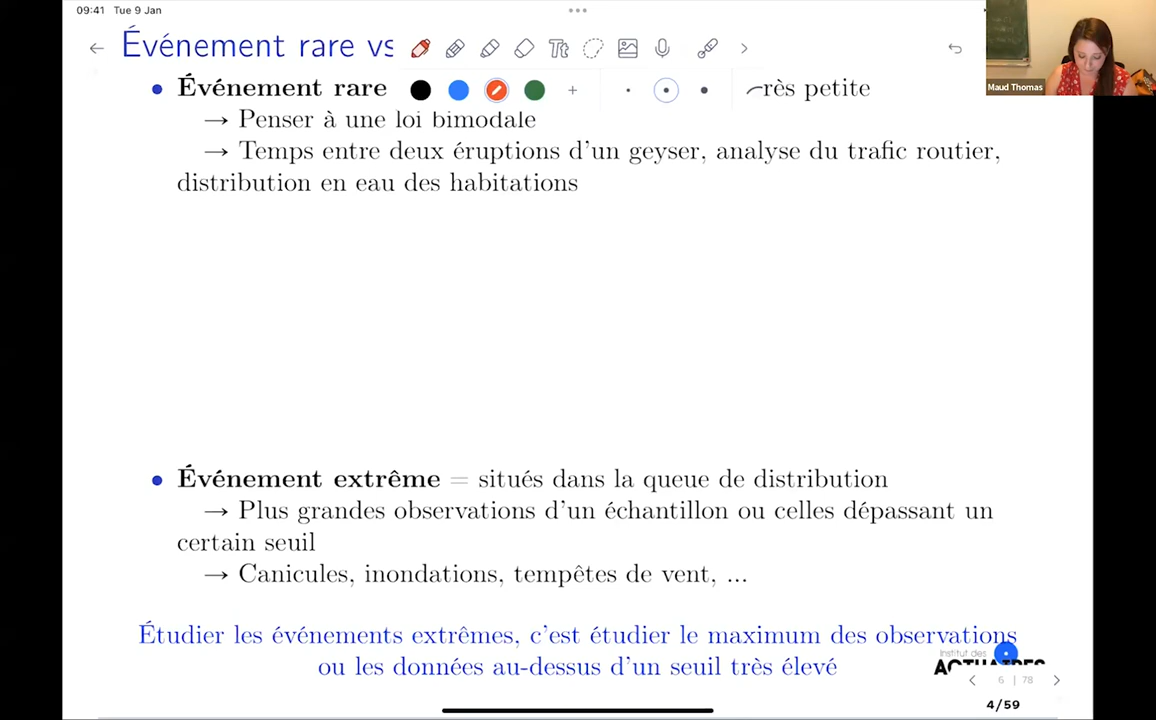 09:41 Tue 9 Jan
Événement rare vs
Événement rare rès petite
→ Penser à une loi bimodale
→ Temps entre deux éruptions d'un geyser, analyse du trafic routier,
distribution en eau des habitations
Événement extrême = situés dans la queue de distribution
→ Plus grandes observations d'un échantillon ou celles dépassant un
certain seuil
→ Canicules, inondations, tempêtes de vent, ...
Étudier les événements extrêmes, c'est étudier le maximum des observations
ou les données au-dessus d'un seuil très élevé
Institut des
ACTUAIRES
6 | 78
4/59
Maud Thomas
Tt